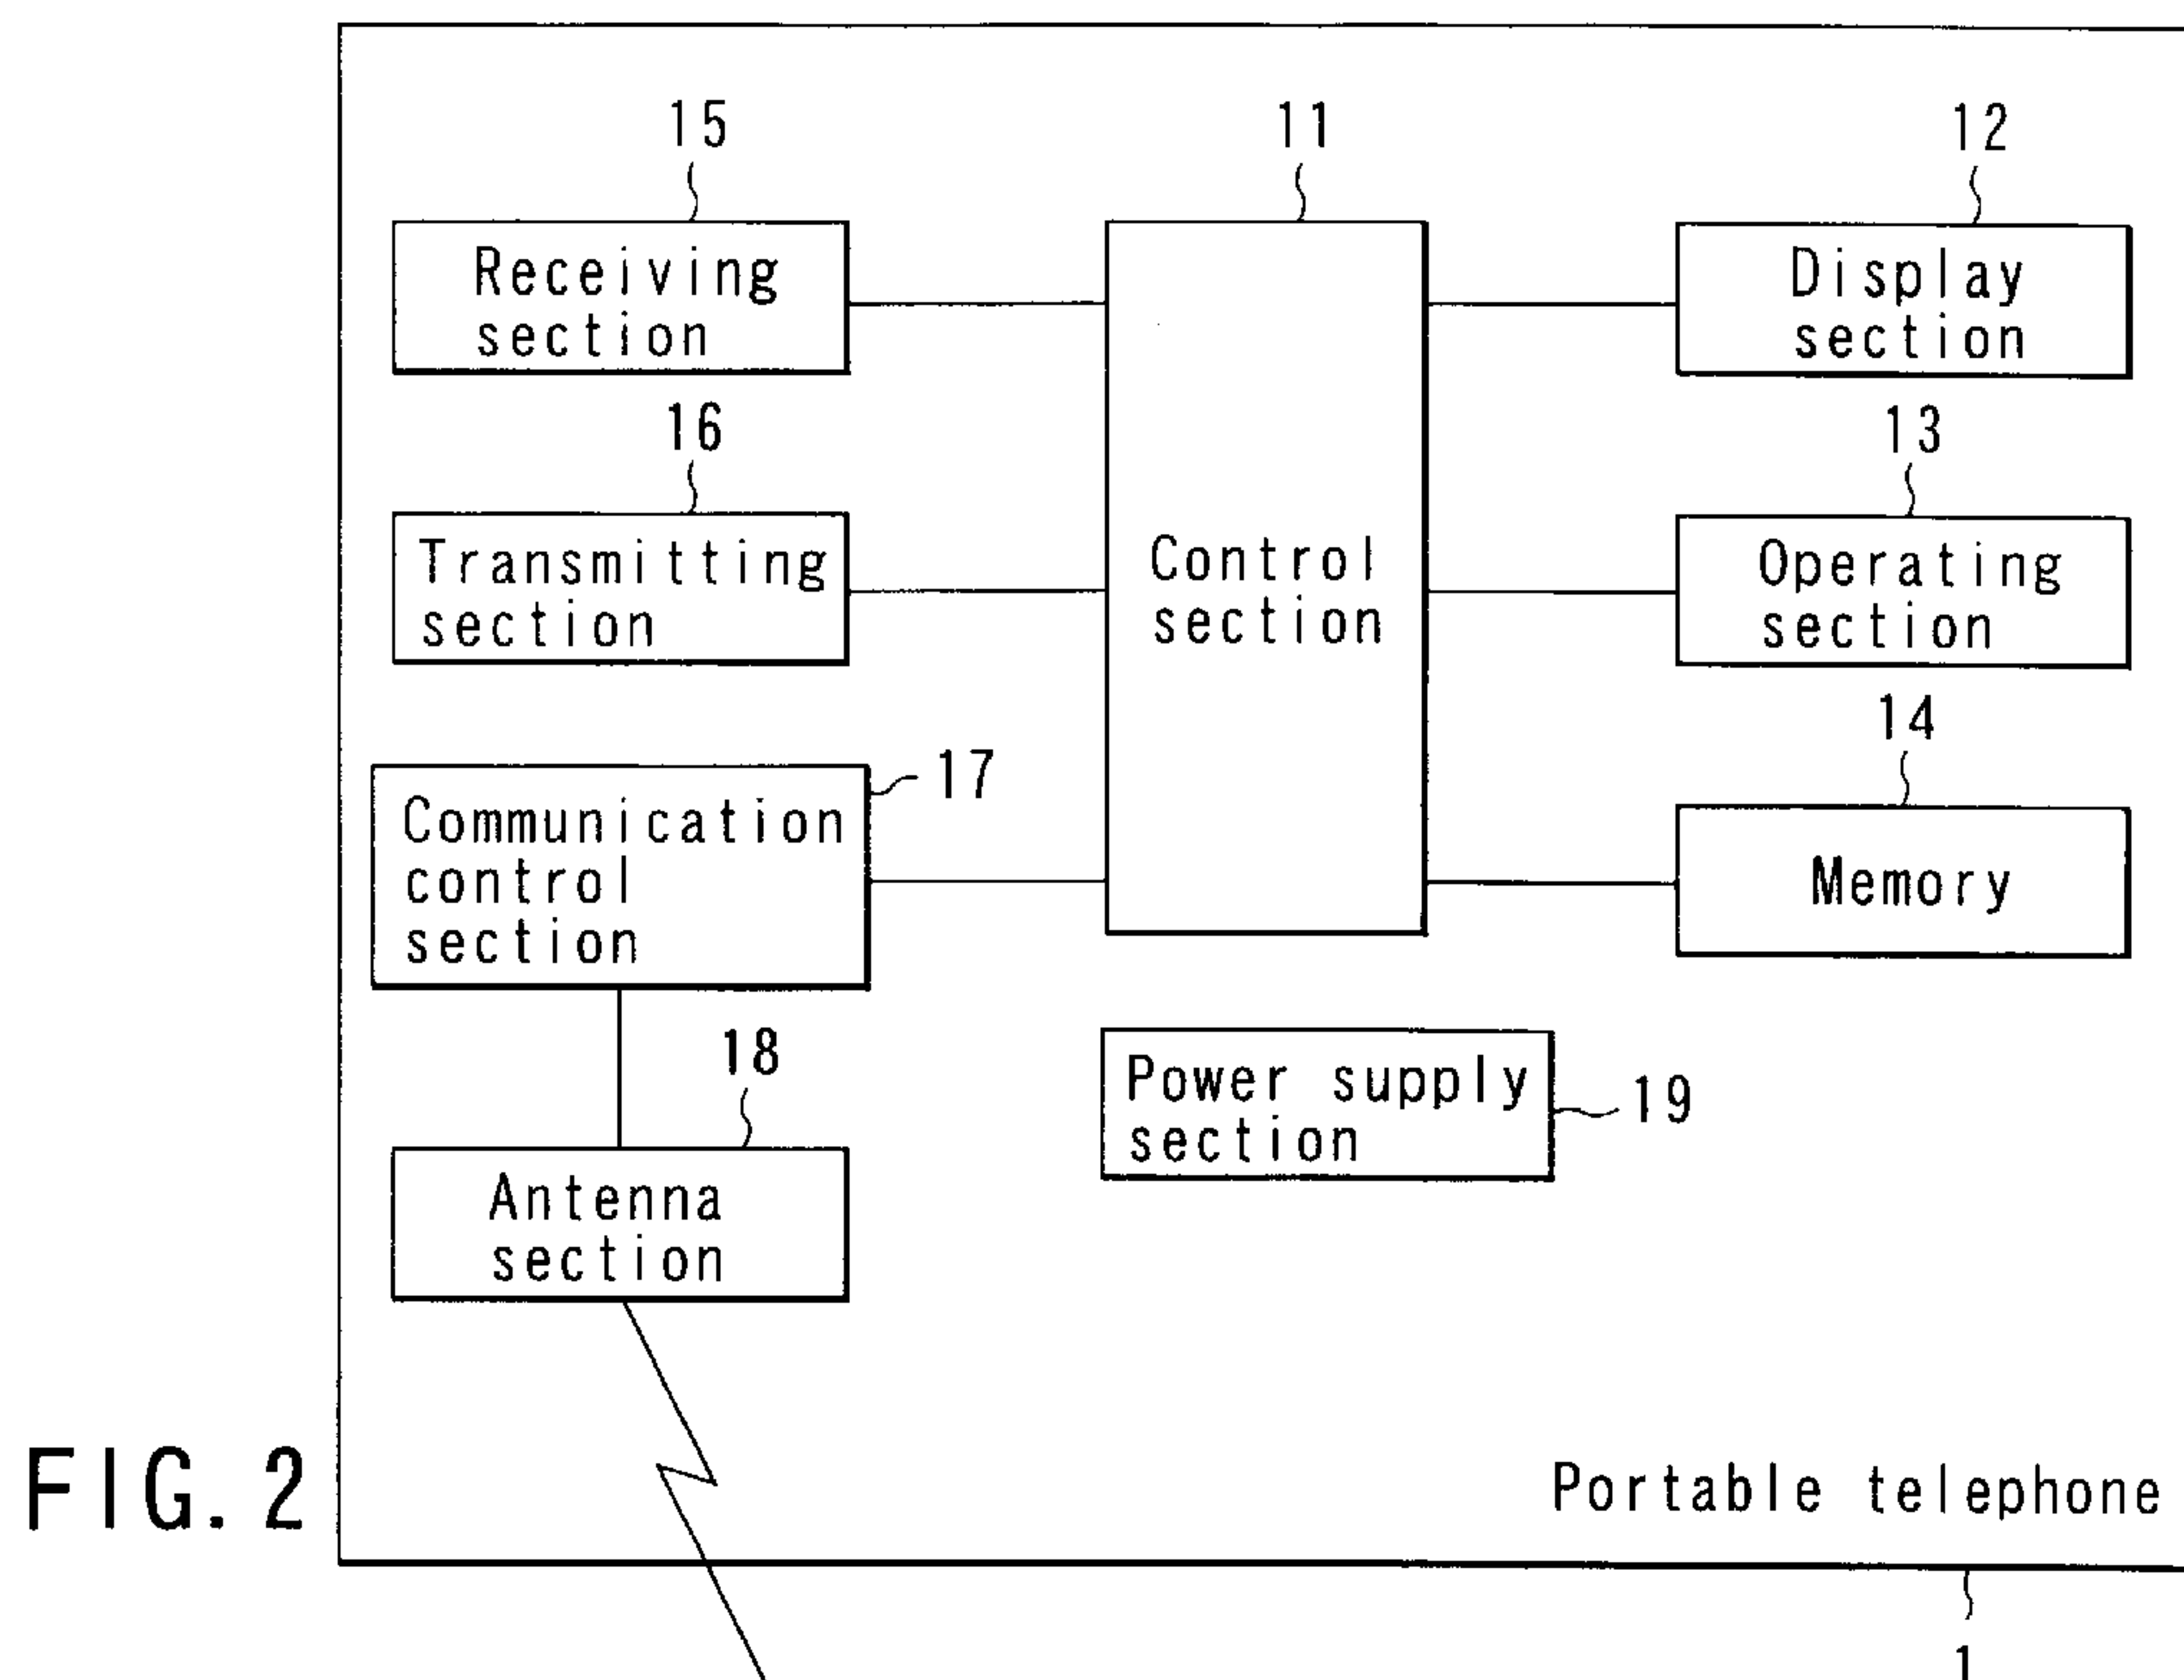 15
11
12
Receiving
section
Display
section
16
13
Transmitting
section
Control
section
Operating
section
14
17
Communication
control
section
Memory
18
Power supply
section
19
Antenna
section
FIG. 2
Portable telephone
1